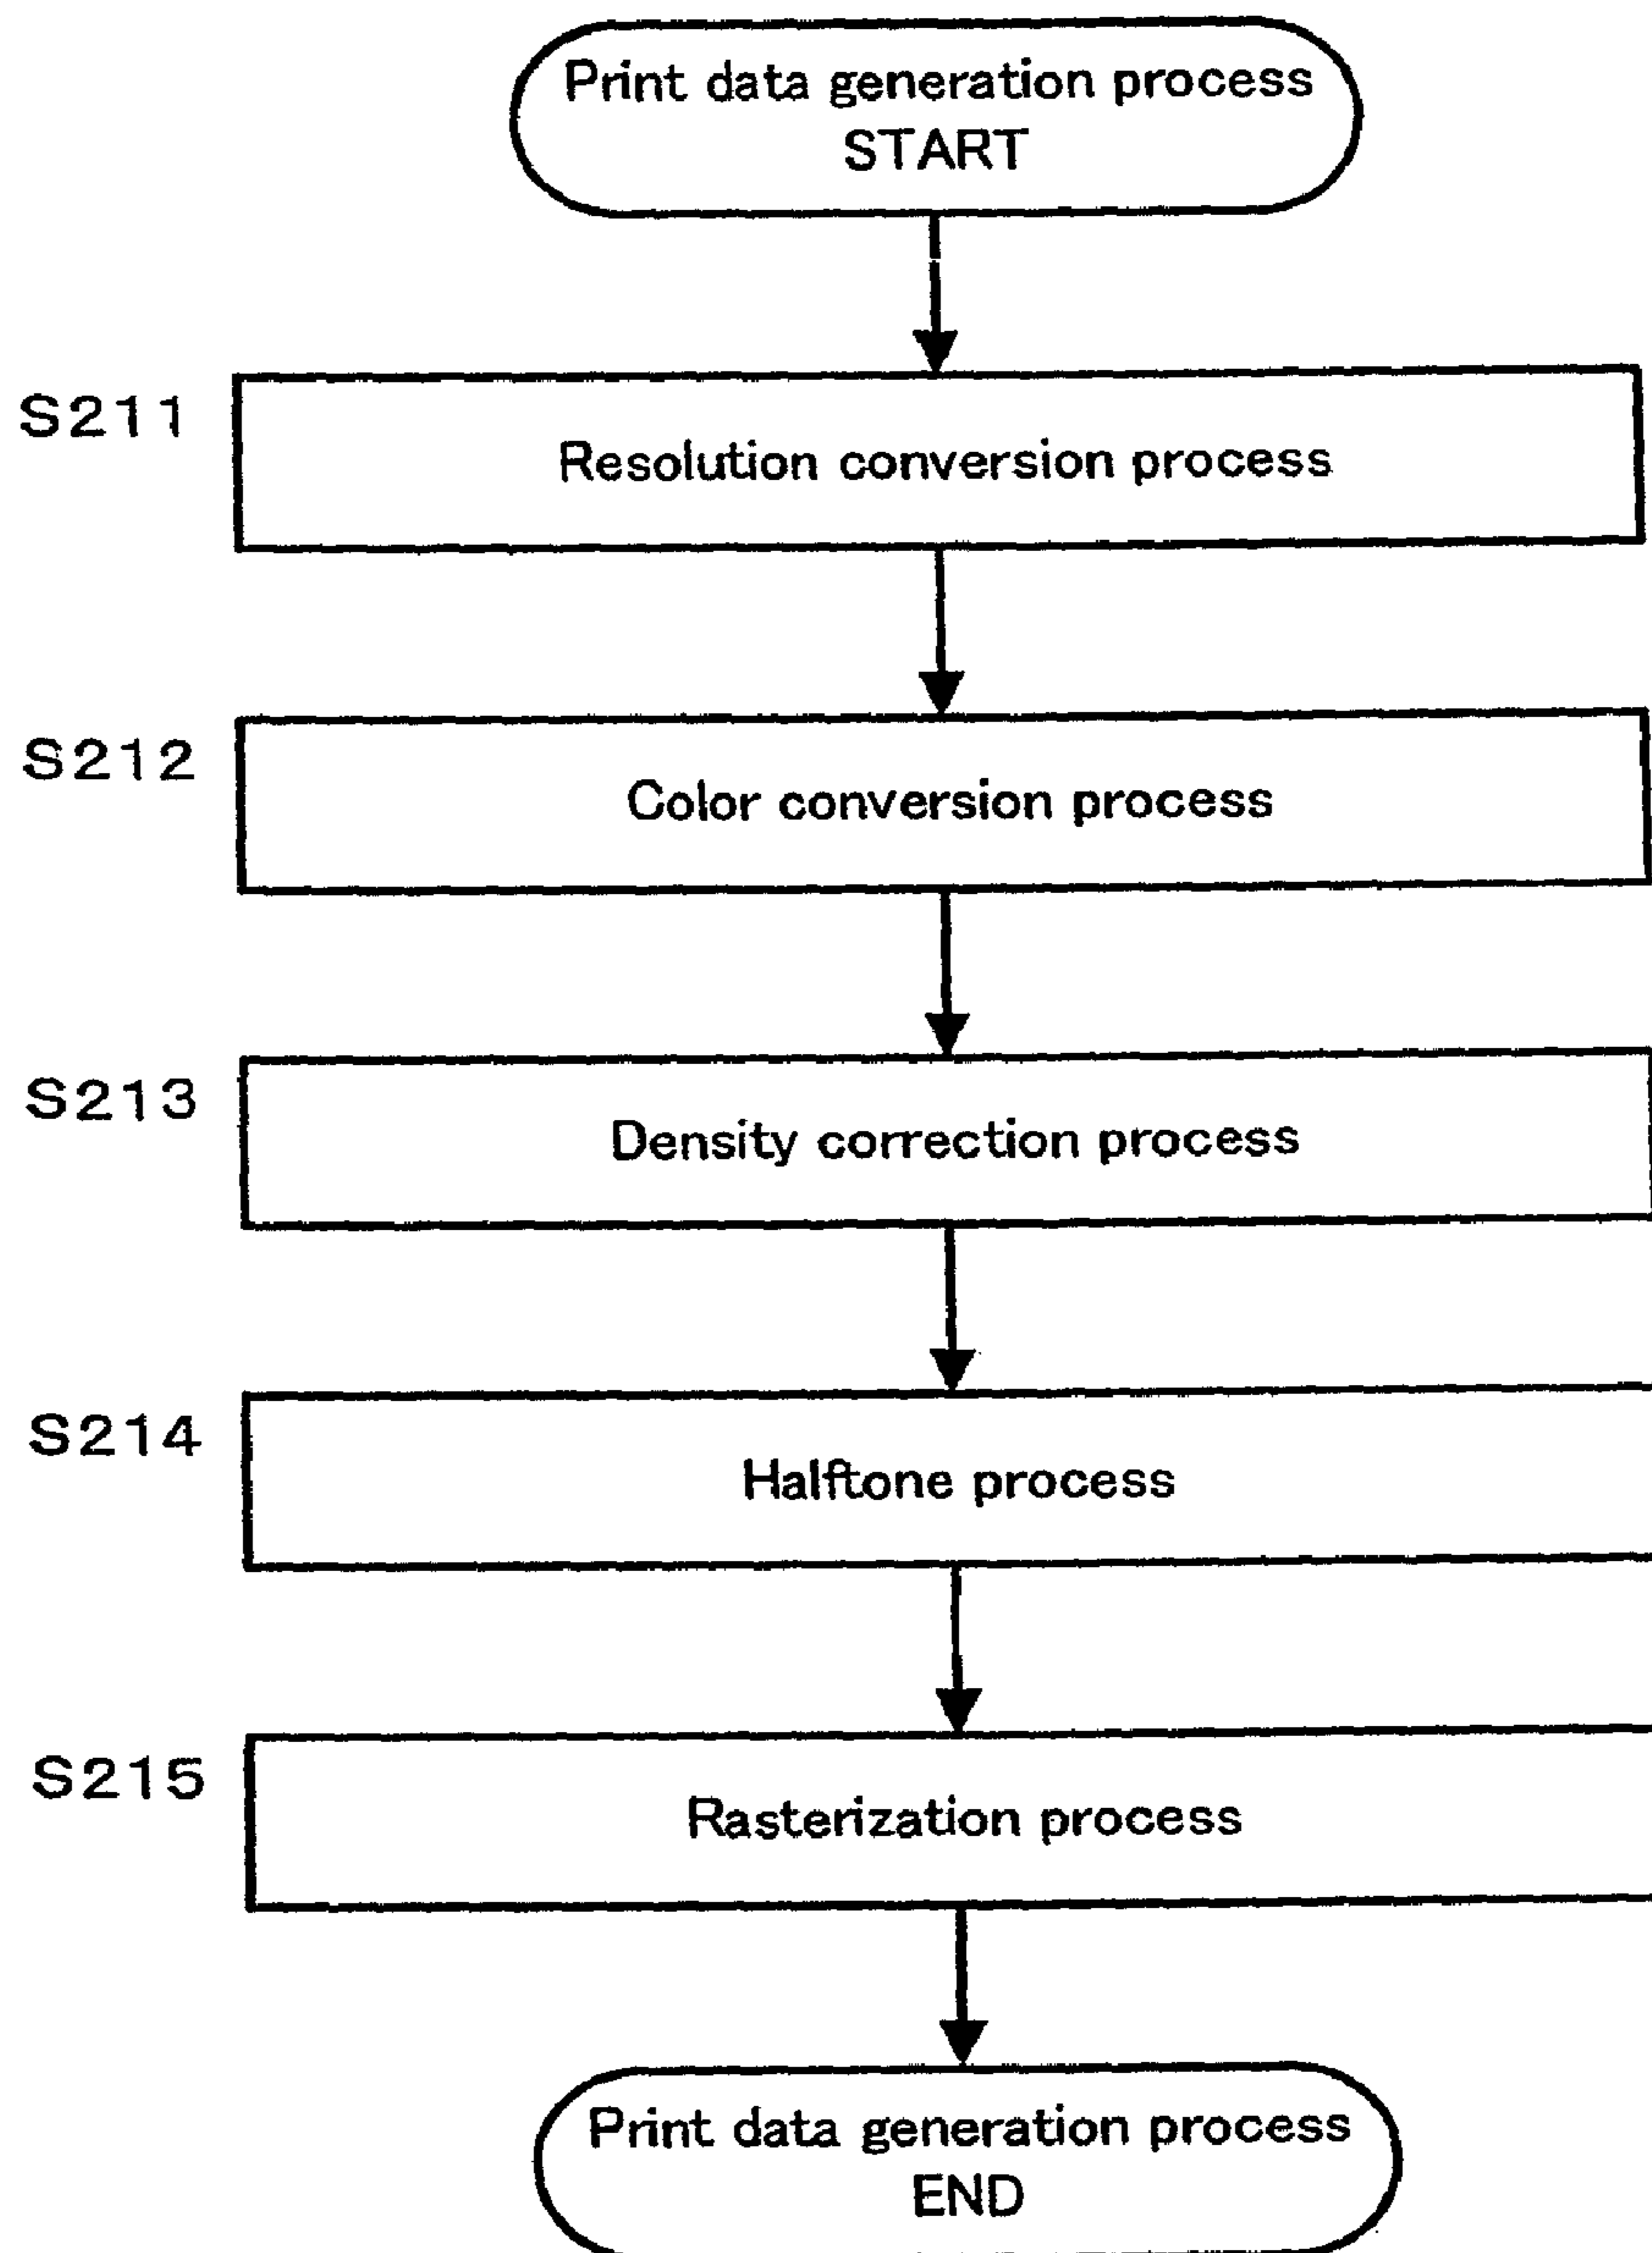 Print data generation process
START
S211
Resolution conversion process
S212
Color conversion process
S213
Density correction process
S214
Halftone process
S215
Rasterization process
Print data generation process
END